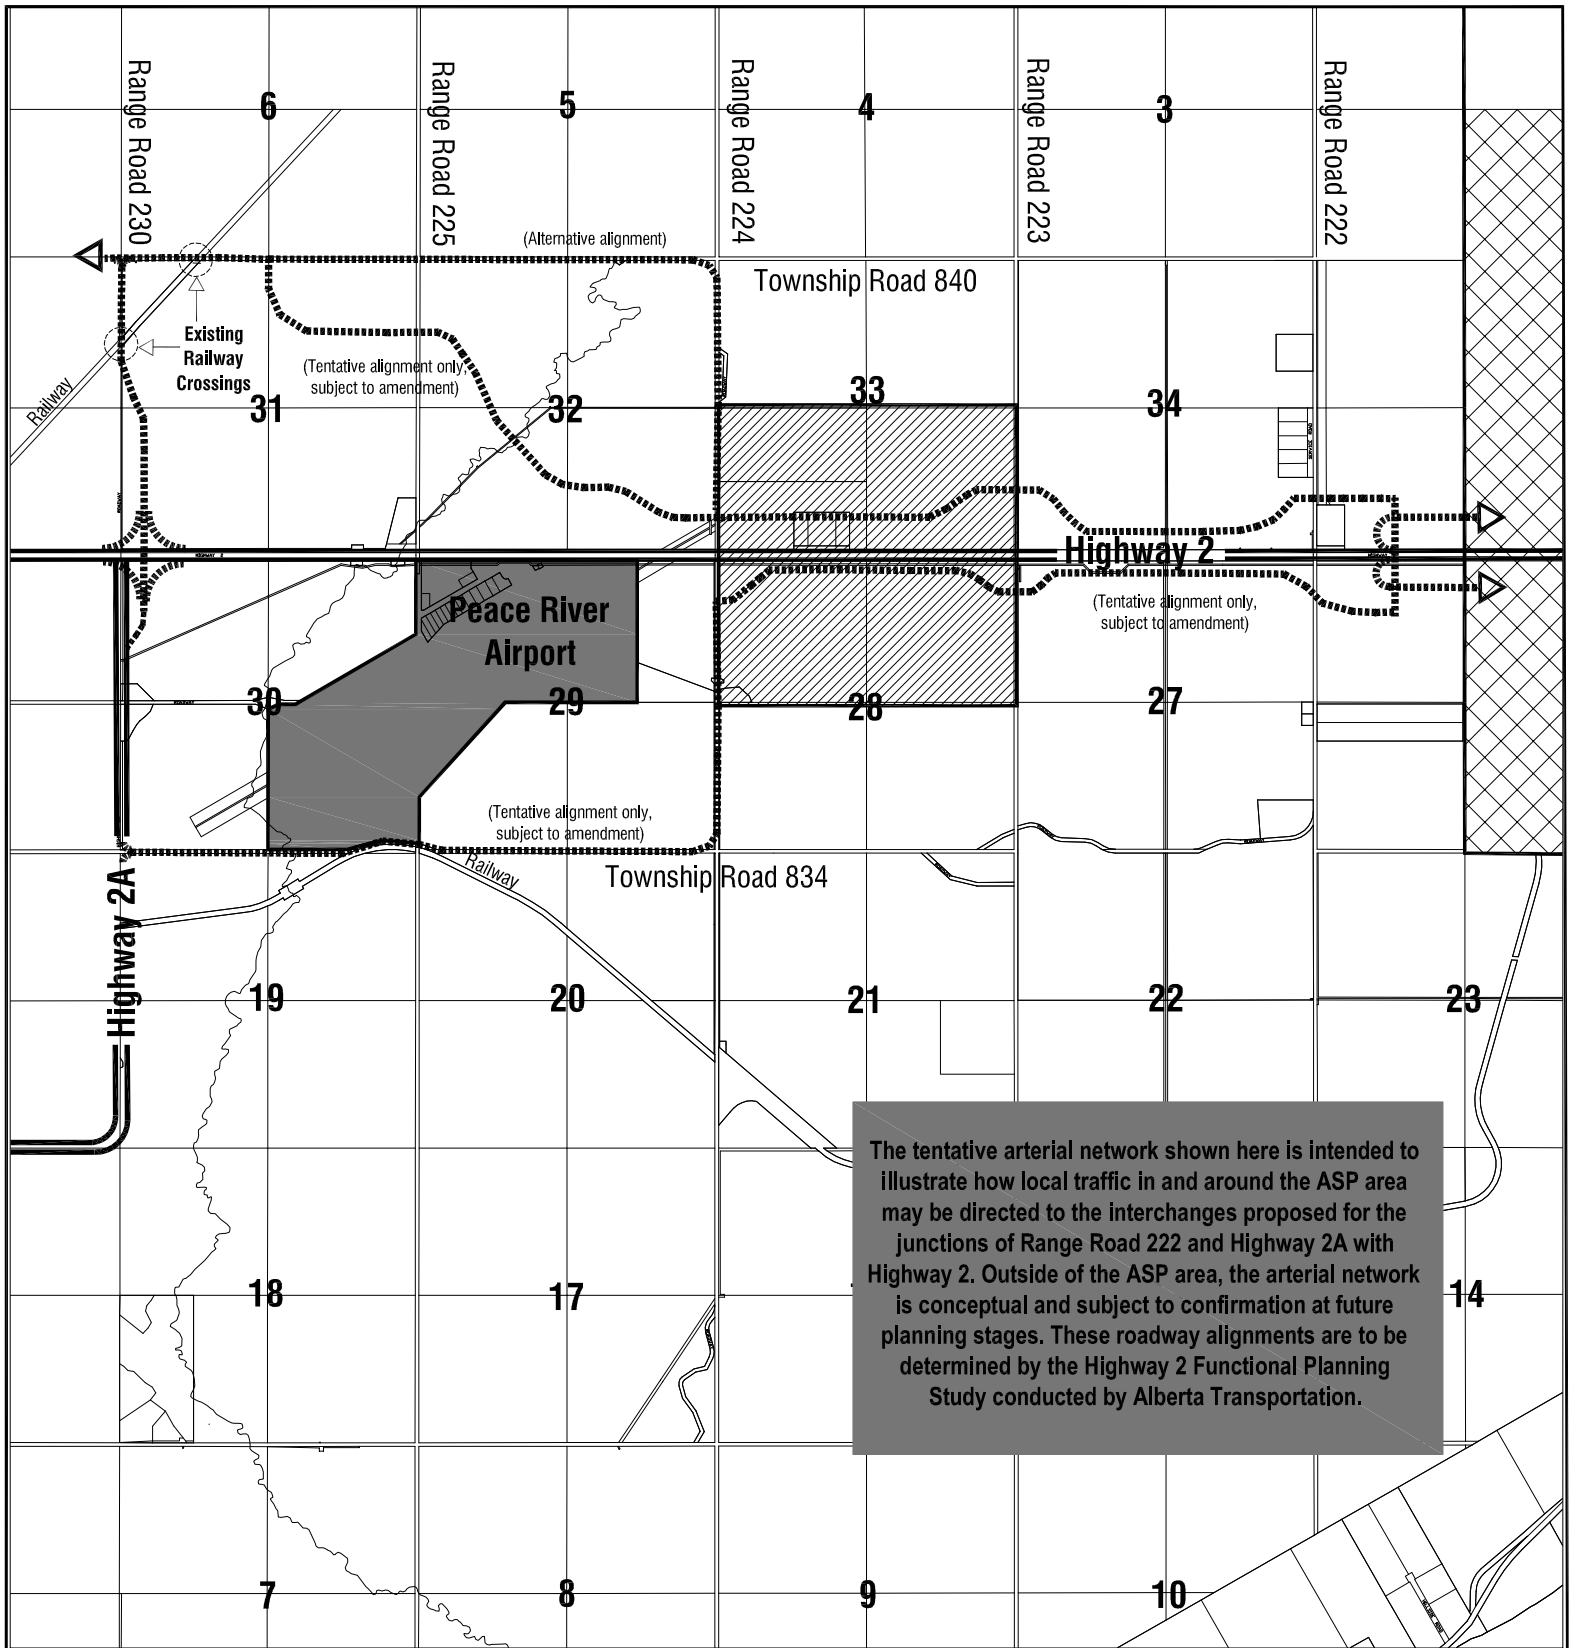 Range Road 230
Range Road 225
Range Road 224
Range Road 223
Range Road 222
6
5
4
3
(Alternative alignment)
Township Road 840
Existing
Railway
Crossings
(Tentative alignment only,
subject to amendment)
Railway
31
32
33
34
Highway 2
Peace River
Airport
(Tentative alignment only,
subject to amendment)
30
29
28
27
(Tentative alignment only,
subject to amendment)
Railway
Township Road 834
Highway 2A
19
20
21
22
23
The tentative arterial network shown here is intended to
illustrate how local traffic in and around the ASP area
may be directed to the interchanges proposed for the
junctions of Range Road 222 and Highway 2A with
Highway 2. Outside of the ASP area, the arterial network
is conceptual and subject to confirmation at future
planning stages. These roadway alignments are to be
determined by the Highway 2 Functional Planning
Study conducted by Alberta Transportation.
18
17
14
7
8
9
10